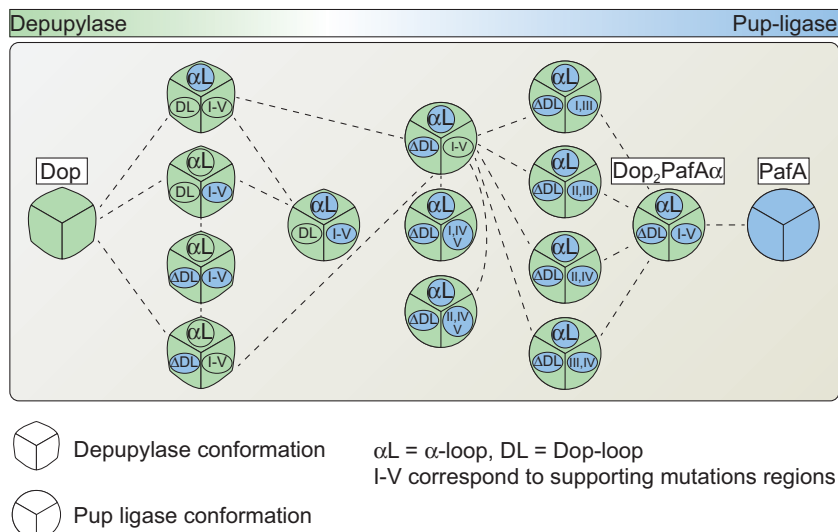 Depupylase Pup-ligase
αL
DL I-V
αL
DL I-V
αL
ΔDL I-V
αL
ΔDL I-V
Dop
αL
DL I-V
αL
ΔDL I-V
αL
ΔDL I,IV
V
αL
ΔDL II,IV
V
αL
ΔDL I,III
αL
ΔDL II,III
αL
ΔDL II,IV
αL
ΔDL III,IV
Dop₂PafAα
αL
ΔDL I-V
PafA
Depupylase conformation
Pup ligase conformation
αL = α-loop, DL = Dop-loop
I-V correspond to supporting mutations regions